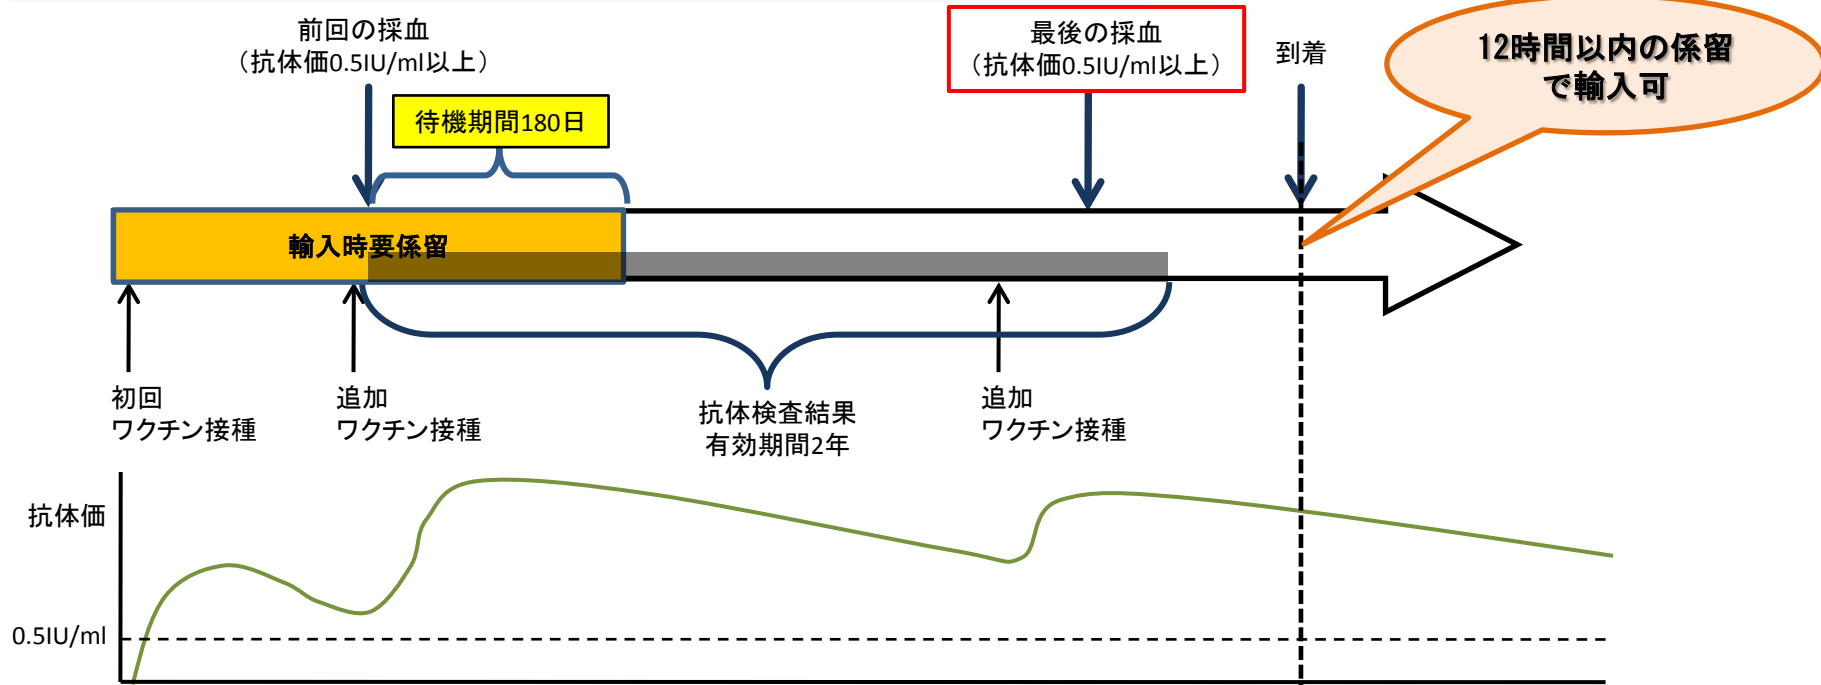 前回の採血
（抗体価0.5IU/ml以上）
最後の採血
（抗体価0.5IU/ml以上）
到着
12時間以内の係留
で輸入可
待機期間180日
輸入時要係留
初回
ワクチン接種
追加
ワクチン接種
抗体検査結果
有効期間2年
追加
ワクチン接種
抗体価
0.5IU/ml